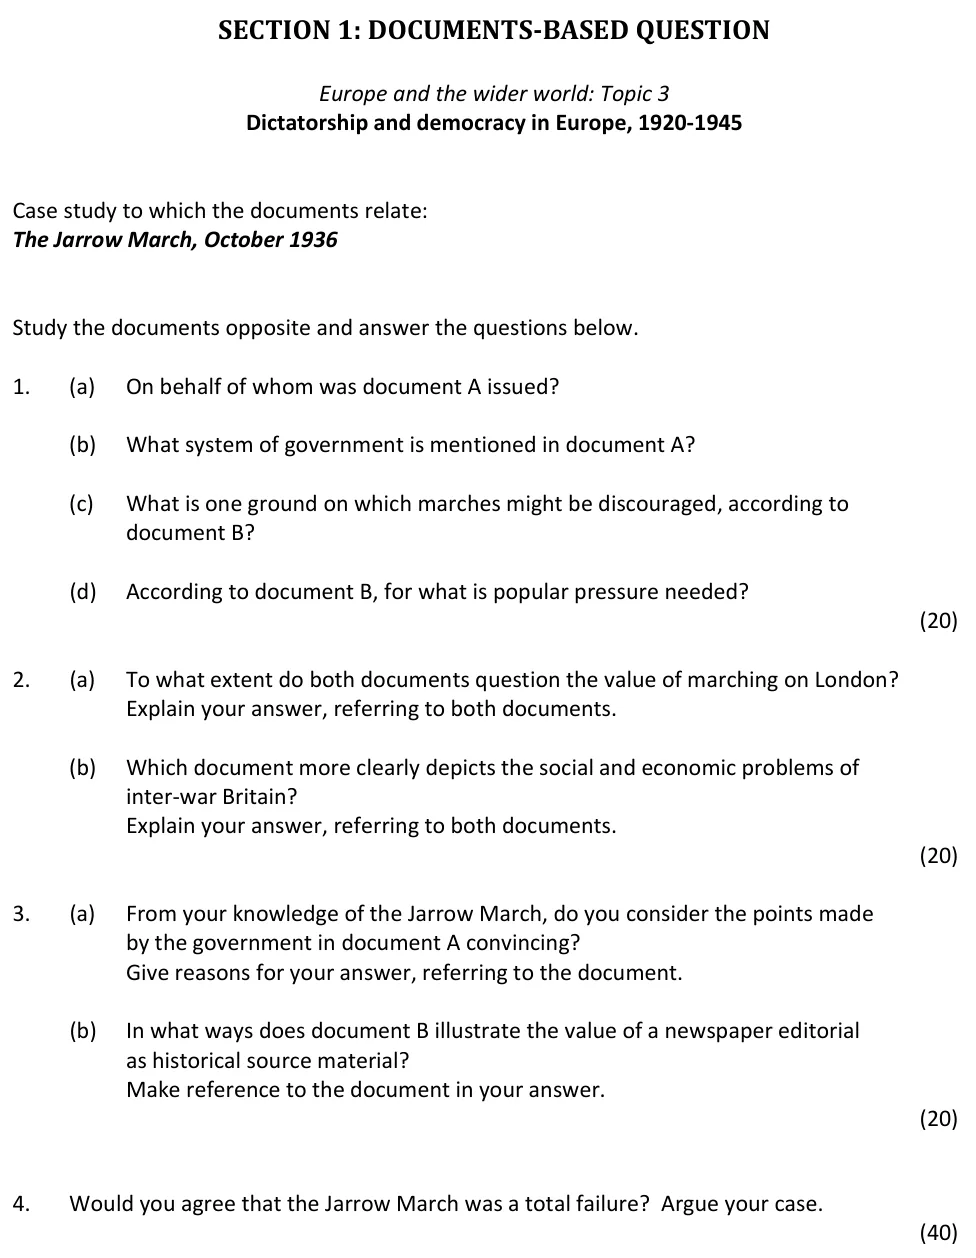 SECTION 1: DOCUMENTS-BASED QUESTION
Europe and the wider world: Topic 3
Dictatorship and democracy in Europe, 1920-1945
Case study to which the documents relate:
The Jarrow March, October 1936
Study the documents opposite and answer the questions below.
1. (a) On behalf of whom was document A issued?
(b) What system of government is mentioned in document A?
(c) What is one ground on which marches might be discouraged, according to
document B?
(d) According to document B, for what is popular pressure needed?
(20)
2. (a) To what extent do both documents question the value of marching on London?
Explain your answer, referring to both documents.
(b) Which document more clearly depicts the social and economic problems of
inter-war Britain?
Explain your answer, referring to both documents.
(20)
3. (a) From your knowledge of the Jarrow March, do you consider the points made
by the government in document A convincing?
Give reasons for your answer, referring to the document.
(b) In what ways does document B illustrate the value of a newspaper editorial
as historical source material?
Make reference to the document in your answer.
(20)
4. Would you agree that the Jarrow March was a total failure? Argue your case.
(40)